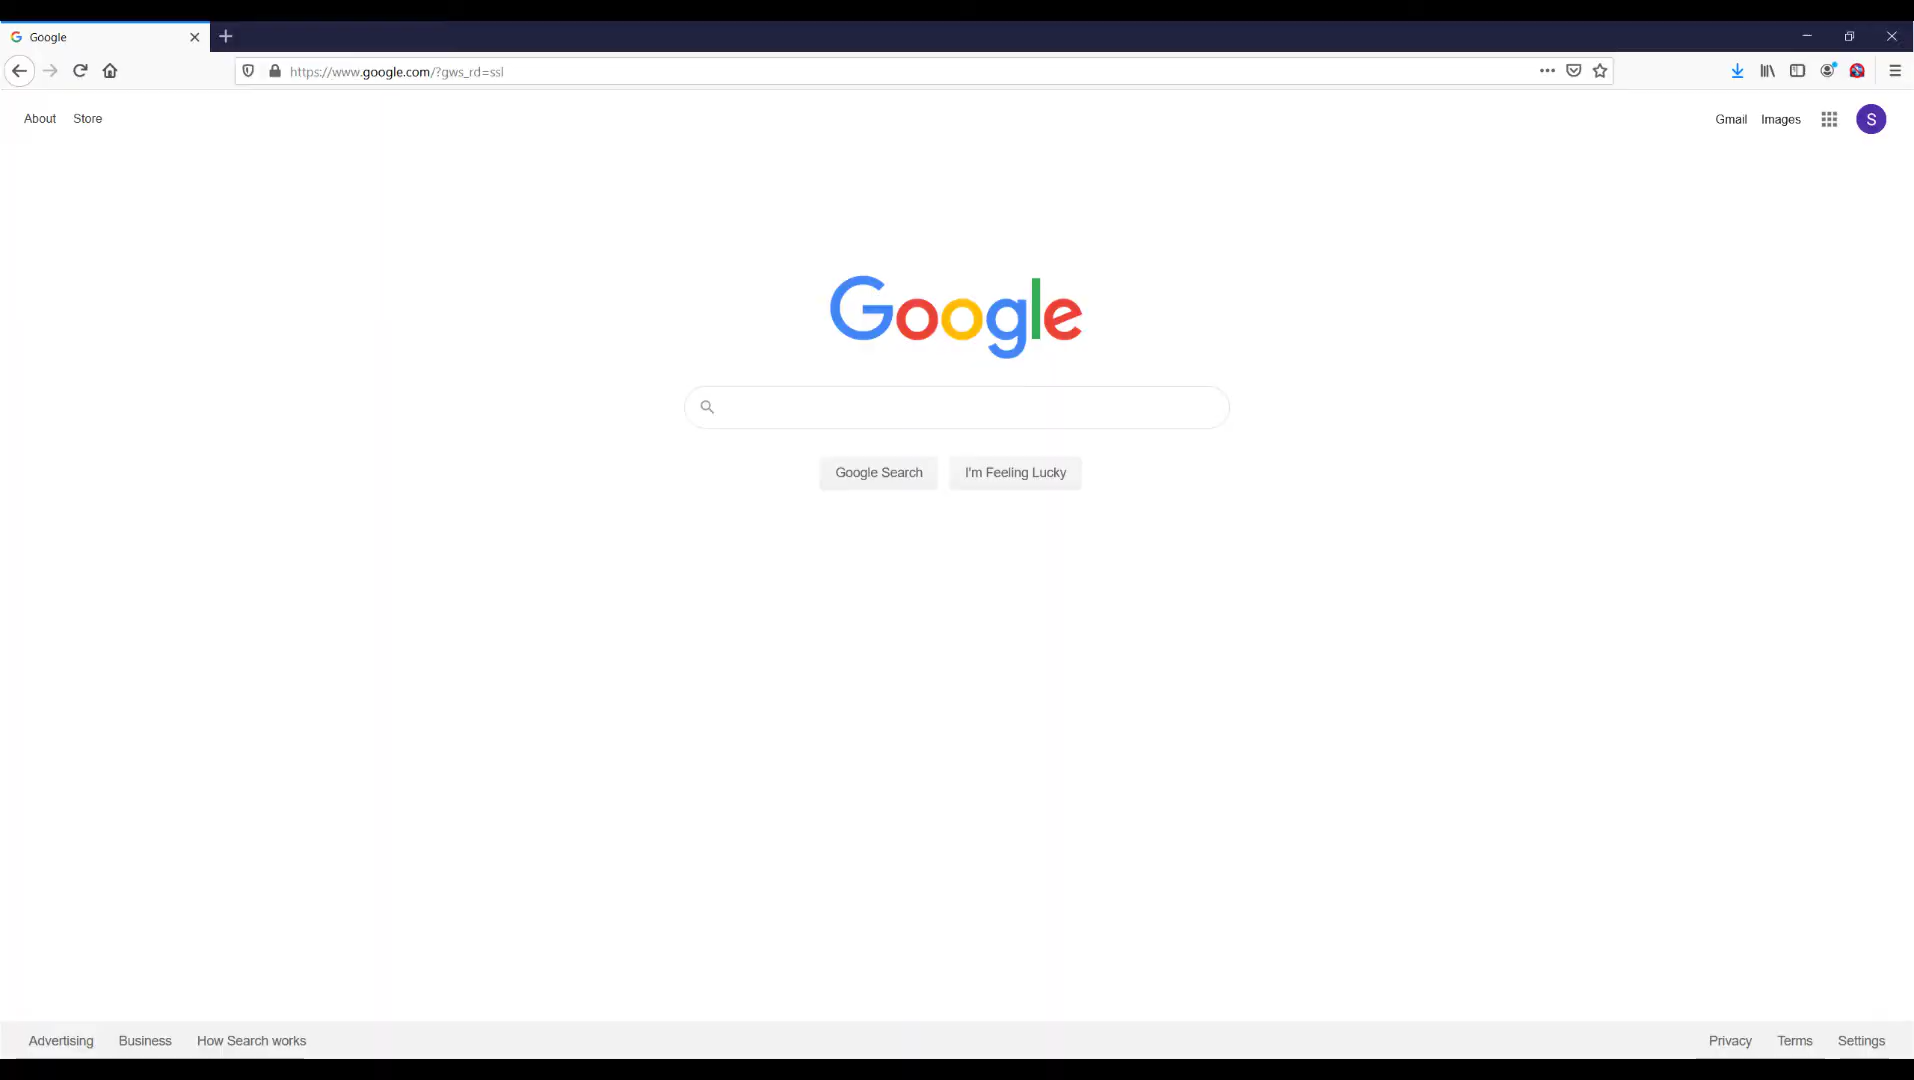 Google
https://www.google.com/?gws_rd=ssl
About Store
Gmail Images
S
Google
Google Search I'm Feeling Lucky
Advertising Business How Search works
Privacy Terms Settings